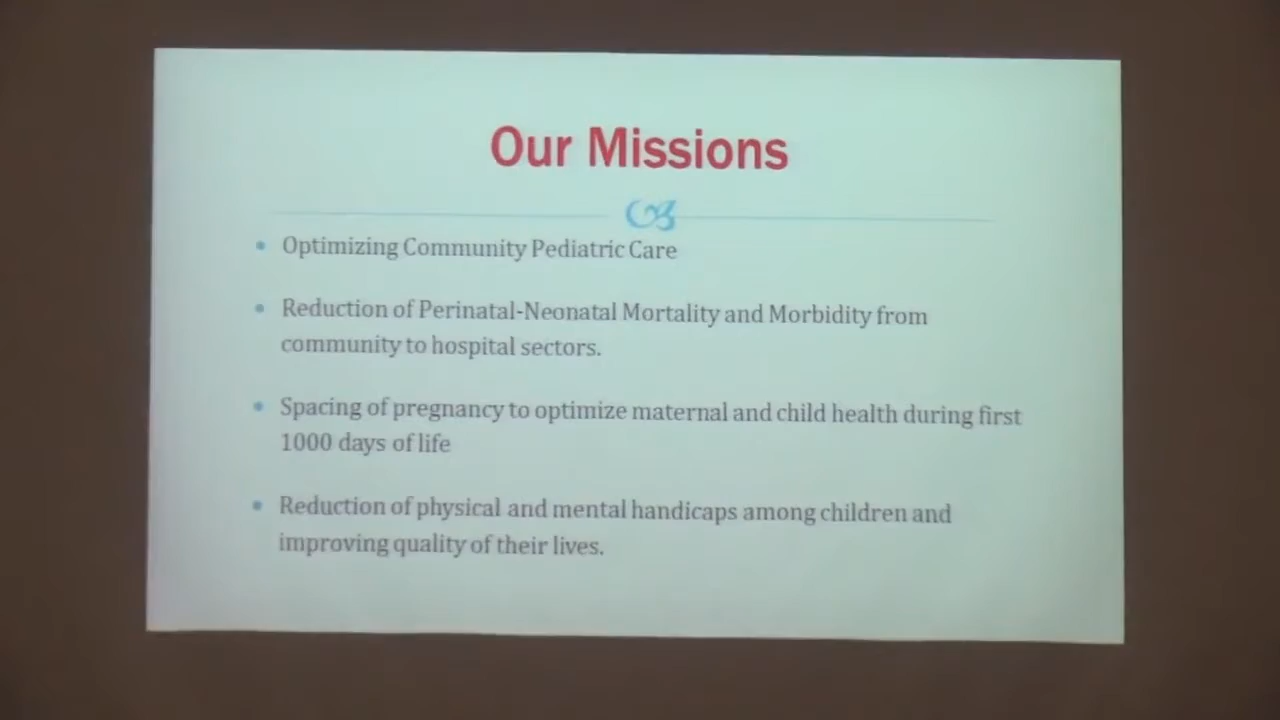 Our Missions
• Optimizing Community Pediatric Care
• Reduction of Perinatal-Neonatal Mortality and Morbidity from
community to hospital sectors.
• Spacing of pregnancy to optimize maternal and child health during first
1000 days of life
• Reduction of physical and mental handicaps among children and
improving quality of their lives.